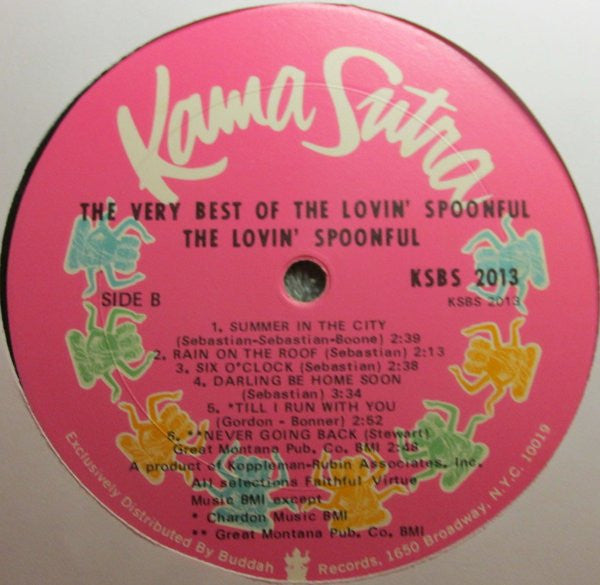 Kama Sutra
THE VERY BEST OF THE LOVIN' SPOONFUL
THE LOVIN' SPOONFUL
KSBS 2013
SIDE B
KSBS 2013
1. SUMMER IN THE CITY
(Sebastian-Sebastian-Boone) 2:39
2. RAIN ON THE ROOF (Sebastian) 2:13
3. SIX O'CLOCK (Sebastian) 2:38
4. DARLING BE HOME SOON
(Sebastian) 3:34
5. *TILL I RUN WITH YOU
(Gordon - Bonner) 2:52
6. **NEVER GOING BACK (Stewart)
Great Montana Pub. Co. BMI 2:48
A product of Koppleman-Rubin Associates, Inc.
All selections Faithful Virtue
Music BMI except
* Chardon Music BMI
** Great Montana Pub. Co. BMI
Exclusively Distributed By Buddah Records, 1650 Broadway, N.Y.C. 10019